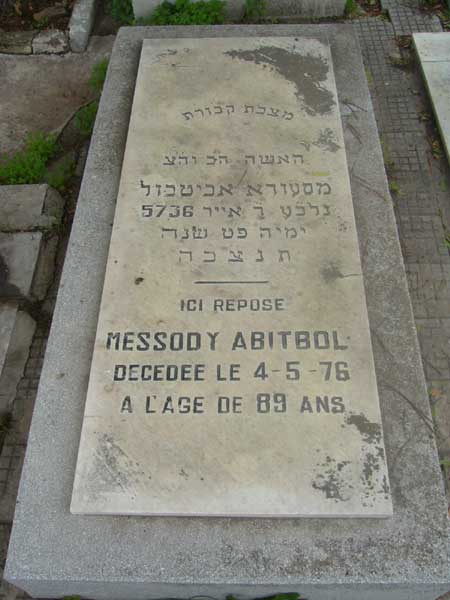 מצבת קבורת
האשה הכ והצ
מסעודא אביטבול
נלבע ד אייר 5736
ימיה פט שנה
תנצבה
ICI REPOSE
MESSODY ABITBOL
DECEDEE LE 4-5-76
A L'AGE DE 89 ANS